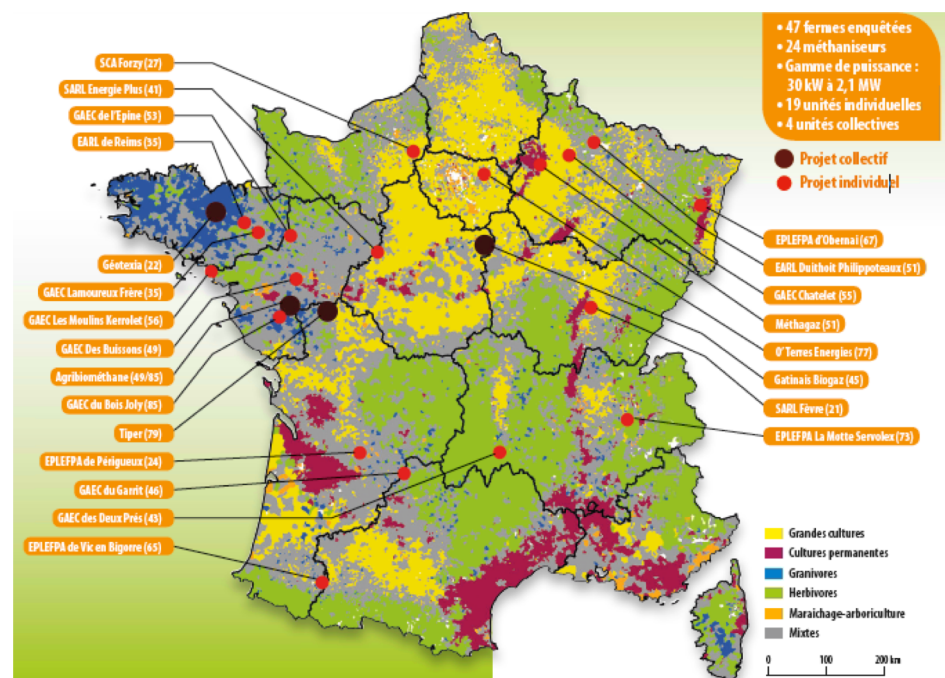 SCA Forzy (27)
SARL Energie Plus (41)
GAEC de l'Epine (53)
EARL de Reims (35)
Géotexia (22)
GAEC Lamoureux Frère (35)
GAEC Les Moulins Kerrolet (56)
GAEC Des Buissons (49)
Agribiométhane (49/85)
GAEC du Bois Joly (85)
Tiper (79)
EPLEFPA de Périgueux (24)
GAEC du Garrit (46)
GAEC des Deux Prés (43)
EPLEFPA de Vic en Bigorre (65)
• 47 fermes enquêtées
• 24 méthaniseurs
• Gamme de puissance :
30 kW à 2,1 MW
• 19 unités individuelles
• 4 unités collectives
Projet collectif
Projet individuel
EPLEFPA d'Obernai (67)
EARL Duithoit Philippoteaux (51)
GAEC Chatelet (55)
Méthagaz (51)
O'Terres Energies (77)
Gatinais Biogaz (45)
SARL Fèvre (21)
EPLEFPA La Motte Servolex (73)
Grandes cultures
Cultures permanentes
Granivores
Herbivores
Maraichage-arboriculture
Mixtes
0 100 200 km